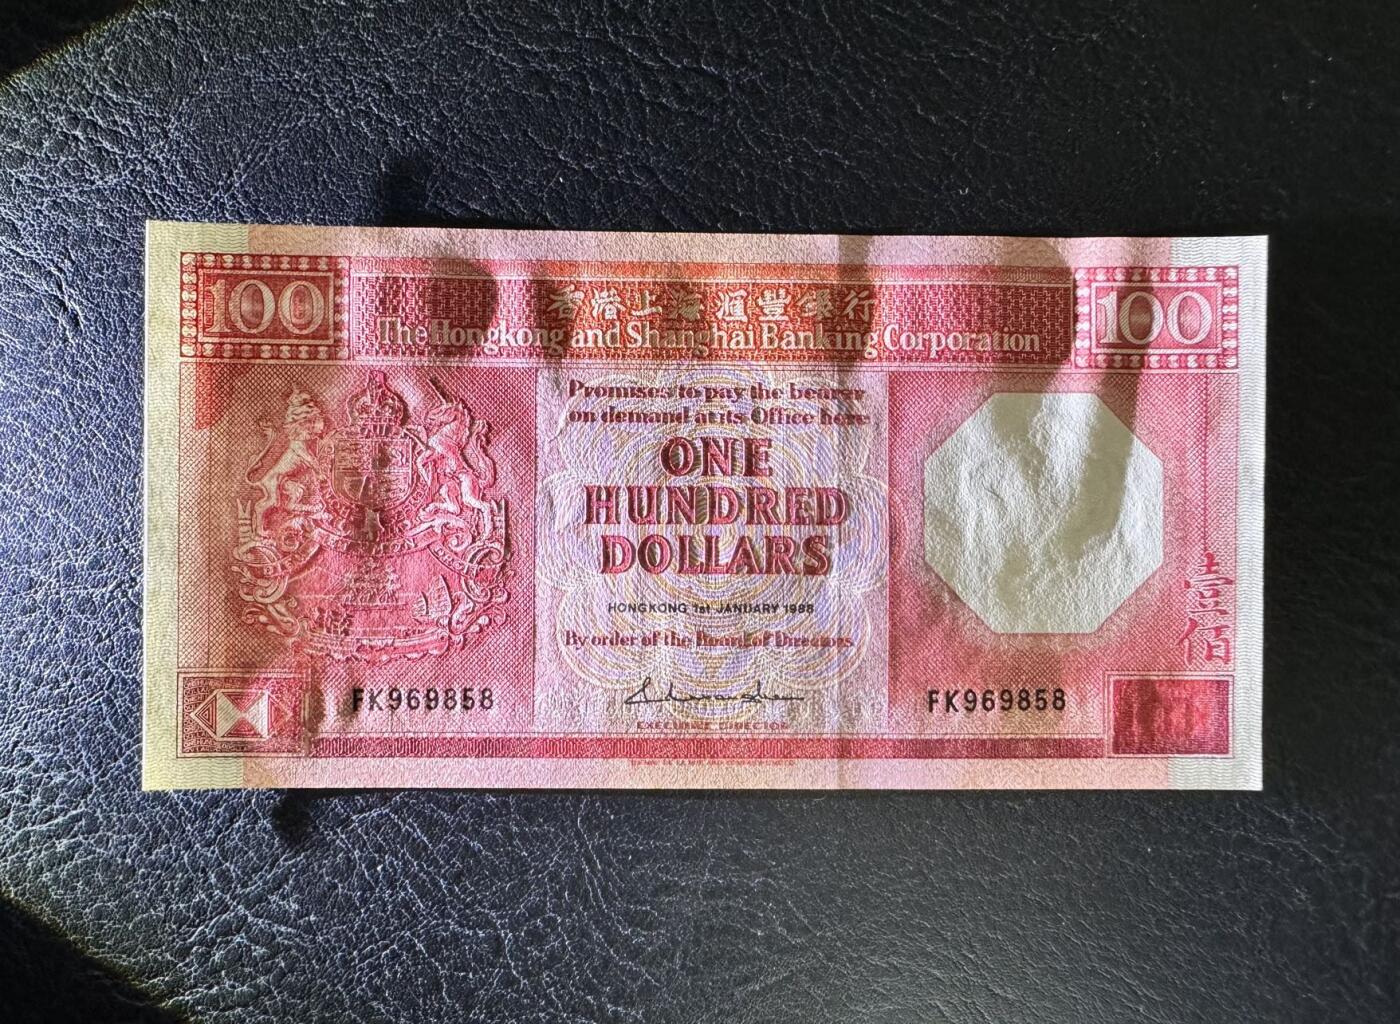 100
香港上海滙豐銀行
100
The Hongkong and Shanghai Banking Corporation
Promises to pay the bearer
on demand at its Office here
ONE
HUNDRED
DOLLARS
HONGKONG 1st JANUARY 1988
By order of the Board of Directors
壹佰
FK969858
FK969858
EXECUTIVE DIRECTOR